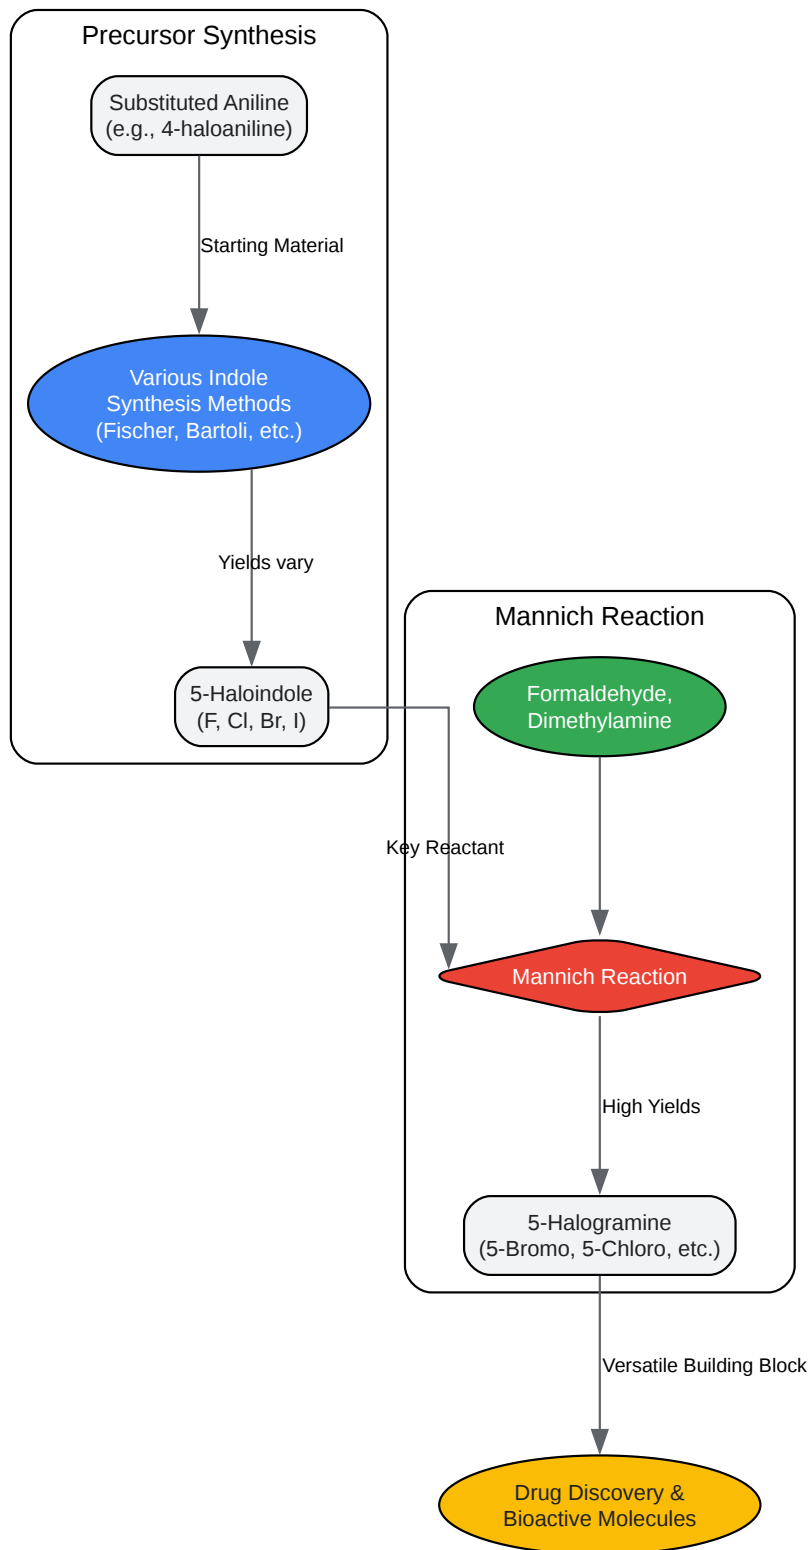 Precursor Synthesis
Substituted Aniline
(e.g., 4-haloaniline)
Starting Material
Various Indole
Synthesis Methods
(Fischer, Bartoli, etc.)
Yields vary
5-Haloindole
(F, Cl, Br, I)
Mannich Reaction
Formaldehyde,
Dimethylamine
Key Reactant
Mannich Reaction
High Yields
5-Halogramine
(5-Bromo, 5-Chloro, etc.)
Versatile Building Block
Drug Discovery &
Bioactive Molecules